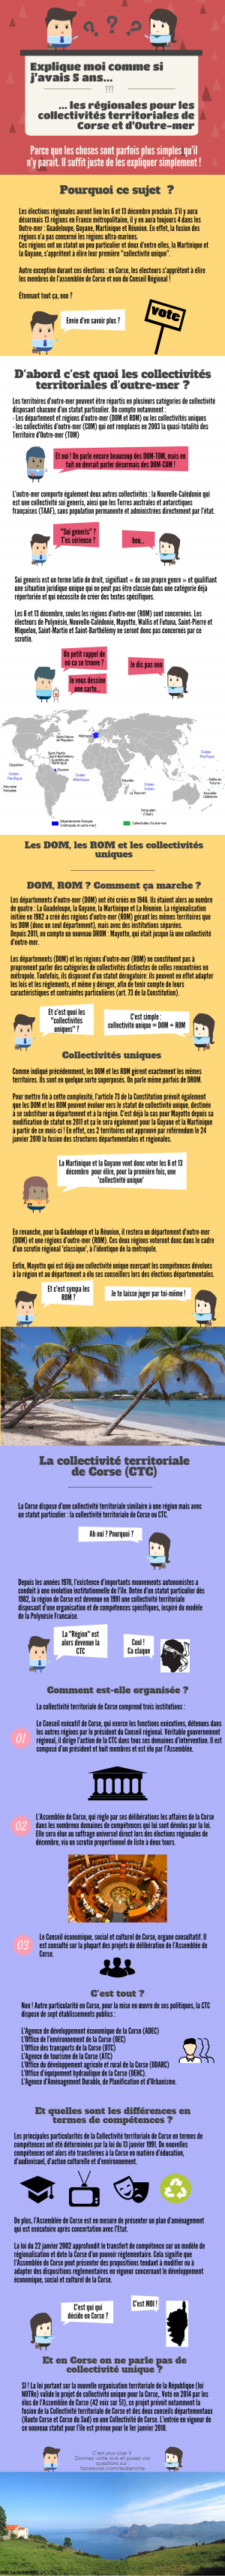 Explique moi comme si
j'avais 5 ans...
... les régionales pour les
collectivités territoriales de
Corse et d'Outre-mer
Parce que les choses sont parfois plus simples qu'il
n'y parait. Il suffit juste de les expliquer simplement !
Pourquoi ce sujet ?
Les élections régionales auront lieu les 6 et 13 décembre prochain. S'il y aura
désormais 13 région en France métropolitaine, il y en aura toujours 4 dans les
Outre-mer : Guadeloupe, Guyane, Martinique et Réunion. En effet, la fusion des
régions n'a pas concerné les régions ultra-marines.
Ces régions ont un statut un peu particulier et deux d'entre elles, la Martinique et
la Guyane, s'apprêtent à élire leur première "collectivité unique".
Autre exception durant ces élections : en Corse, les électeurs s'apprêtent à élire
les membres de l'assemblée de Corse et non du Conseil Régional !
Étonnant tout ça, non ?
Envie d'en savoir plus ?
vote
D'abord c'est quoi les collectivités
territoriales d'outre-mer ?
Les territoires d'outre-mer peuvent être répartis en plusieurs catégories de collectivité
disposant chacune d'un statut particulier. On compte notamment :
- Les département et régions d'outre-mer (DOM et ROM) ou les collectivités uniques
- les collectivités d'outre-mer (COM) qui ont remplacés en 2003 la quasi-totalité des
Territoire d'Outre-mer (TOM)
Et oui ! On parle encore beaucoup des DOM-TOM, mais en
fait on devrait parler désormais des DOM-COM !
L'outre-mer comporte également deux autres collectivités : la Nouvelle-Calédonie qui
est une collectivité sui generis, ainsi que les Terres australes et antarctiques
françaises (TAAF), sans population permanente et administrées directement par l'état.
"Sui generis" ?
T'es sérieuse ?
heu...
Sui generis est un terme latin de droit, signifiant « de son propre genre » et qualifiant
une situation juridique unique qui ne peut pas être classée dans une catégorie déjà
répertoriée et qui nécessite de créer des textes spécifiques.
Les 6 et 13 décembre, seules les régions d'outre-mer (ROM) sont concernées. Les
électeurs de Polynésie, Nouvelle-Calédonie, Mayotte, Wallis et Futuna, Saint-Pierre et
Miquelon, Saint-Martin et Saint-Barthélemy ne seront donc pas concernés par ce
scrutin.
Un petit rappel de
où ça se trouve ?
Je dis pas non
Je vous dessine
une carte...
Saint-Pierre
et Miquelon
Métropole
Océan
Pacifique
Saint-Martin
Saint-Barthélemy
Guadeloupe
Martinique
Guyane
Clipperton
Océan
Pacifique
Océan
Atlantique
Mayotte
Océan
Indien
Wallis-et-
Futuna
Polynésie
française
La Réunion
Nouvelle-
Calédonie
Kerguelen
(TAAF)
Départements français
(métropole et outre-mer)
Collectivités d'outre-mer
Les DOM, les ROM et les collectivités
uniques
DOM, ROM ? Comment ça marche ?
Les départements d'outre-mer (DOM) ont été créés en 1946. Ils étaient alors au nombre
de quatre : La Guadeloupe, la Guyane, la Martinique et La Réunion. La régionalisation
initiée en 1982 a créé des régions d'outre-mer (ROM) gérant les mêmes territoires que
les DOM (donc un seul département), mais avec des institutions séparées.
Depuis 2011, on compte un nouveau DROM : Mayotte, qui était jusque là une collectivité
d'outre-mer.
Les départements (DOM) et les régions d'outre-mer (ROM) ne constituent pas à
proprement parler des catégories de collectivités distinctes de celles rencontrées en
métropole. Toutefois, ils disposent d'un statut dérogatoire: ils peuvent en effet adapter
les lois et les règlements, et même y déroger, afin de tenir compte de leurs
caractéristiques et contraintes particulières (art. 73 de la Constitution).
Et c'est quoi les
"collectivités
uniques" ?
C'est simple :
collectivité unique = DOM + ROM
Collectivités uniques
Comme indiqué précédemment, les DOM et les ROM gèrent exactement les mêmes
territoires. Ils sont en quelque sorte superposés. On parle même parfois de DROM.
Pour mettre fin à cette complexité, l'article 73 de la Constitution prévoit également
que les DOM et les ROM peuvent évoluer vers le statut de collectivité unique, destinée
à se substituer au département et à la région. C'est déjà le cas pour Mayotte depuis sa
modification de statut en 2011 et ce sera également pour la Guyane et la Martinique
à partir de ce mois-ci ! En effet, ces 2 territoires ont approuvé par référendum le 24
janvier 2010 la fusion des structures départementales et régionales.
La Martinique et la Guyane vont donc voter les 6 et 13
décembre pour élire, pour la première fois, une
'collectivité unique'
En revanche, pour la Guadeloupe et la Réunion, il restera un département d'outre-mer
(DOM) et une régions d'outre-mer (ROM). Ces deux régions voteront donc dans le cadre
d'un scrutin régional 'classique', à l'identique de la métropole.
Enfin, Mayotte qui est déjà une collectivité unique exerçant les compétences dévolues
à la région et au département a élu ses conseillers lors des élections départementales.
Et c'est sympa les
ROM ?
Je te laisse juger par toi-même !
La collectivité territoriale
de Corse (CTC)
La Corse dispose d'une collectivité territoriale similaire à une région mais avec
un statut particulier : la collectivité territoriale de Corse ou CTC.
Ah oui ? Pourquoi ?
Depuis les années 1970, l'existence d'importants mouvements autonomistes a
conduit à une évolution institutionnelle de l'île. Dotée d'un statut particulier dès
1982, la région de Corse est devenue en 1991 une collectivité territoriale
disposant d'une organisation et de compétences spécifiques, inspiré du modèle
de la Polynésie Francaise.
La "Région" est
alors devenue la
CTC
Cool !
Ca claque
Comment est-elle organisée ?
La collectivité territoriale de Corse comprend trois institutions :
01
Le Conseil exécutif de Corse, qui exerce les fonctions exécutives, détenues dans
les autres régions par le président de Conseil régional. Véritable gouvernement
régional, il dirige l'action de la CTC dans tous ses domaines d'intervention. Il est
composé d'un président et huit membres et est élu par l'Assemblée.
02
L'Assemblée de Corse, qui règle par ses délibérations les affaires de la Corse
dans les nombreux domaines de compétences qui lui sont dévolus par la loi.
Elle sera élue au suffrage universel direct lors des élections régionales de
décembre, via un scrutin proportionnel de liste à deux tours.
03
Le Conseil économique, social et culturel de Corse, organe consultatif. Il
est consulté sur la plupart des projets de délibération de l'Assemblée de
Corse.
C'est tout ?
Non ! Autre particularité en Corse, pour la mise en œuvre de ses politiques, la CTC
dispose de sept établissements publics :
L'Agence de développement économique de la Corse (ADEC)
L'Office de l'environnement de la Corse (OEC)
L'Office des transports de la Corse (OTC)
L'Agence de tourisme de la Corse (ATC)
L'Office du développement agricole et rural de la Corse (ODARC)
L'Office d'équipement hydraulique de la Corse (OEHC).
L'Agence d'Aménagement Durable, de Planification et d'Urbanisme.
Et quelles sont les différences en
termes de compétences ?
Les principales particularités de la Collectivité territoriale de Corse en termes de
compétences ont été déterminées par la loi du 13 janvier 1991. De nouvelles
compétences ont alors été transférées à la Corse en matière d'éducation,
d'audiovisuel, d'action culturelle et d'environnement.
De plus, l'Assemblée de Corse est en mesure de présenter un plan d'aménagement
qui est exécutoire après concertation avec l'Etat.
La loi du 22 janvier 2002 approfondit le transfert de compétence sur un modèle de
régionalisation et dote la Corse d'un pouvoir réglementaire. Cela signifie que
l'Assemblée de Corse peut présenter des propositions tendant à modifier ou à
adapter des dispositions réglementaires en vigueur concernant le développement
économique, social et culturel de la Corse.
C'est qui qui
décide en Corse ?
C'est MOI !
Et en Corse on ne parle pas de
collectivité unique ?
SI ! La loi portant sur la nouvelle organisation territoriale de la République (loi
NOTRe) valide le projet de collectivité unique pour la Corse, Voté en 2014 par les
élus de l'Assemblée de Corse (42 voix sur 51), ce projet prévoit notamment la
fusion de la Collectivité territoriale de Corse et des deux conseils départementaux
(Haute Corse et Corse du Sud) en une Collectivité de Corse. L'entrée en vigueur de
ce nouveau statut pour l'île est prévue pour le 1er janvier 2018.
C'est plus clair ?
Donnez votre avis et posez vos
questions sur :
facebook.com/ledrenche